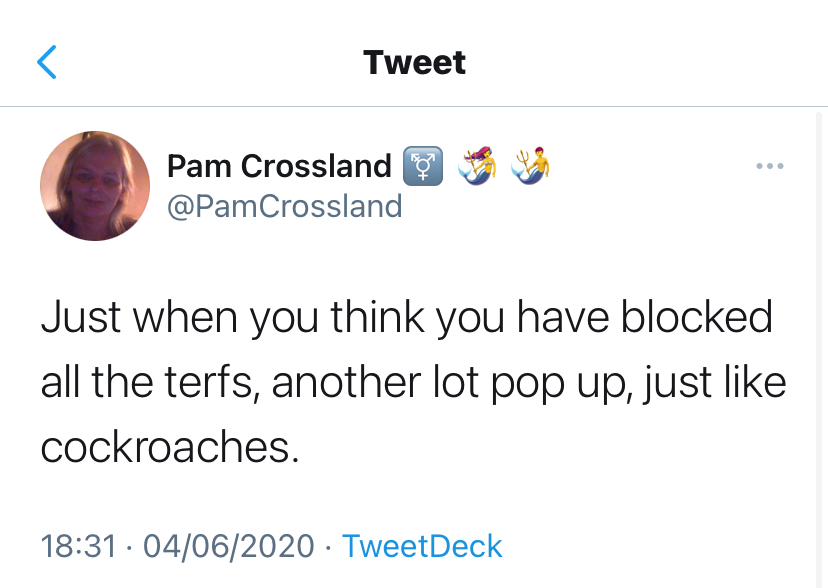 Tweet
Pam Crossland ⚧️ 🧜‍♀️ 🧜‍♂️
@PamCrossland
Just when you think you have blocked
all the terfs, another lot pop up, just like
cockroaches.
18:31 · 04/06/2020 · TweetDeck